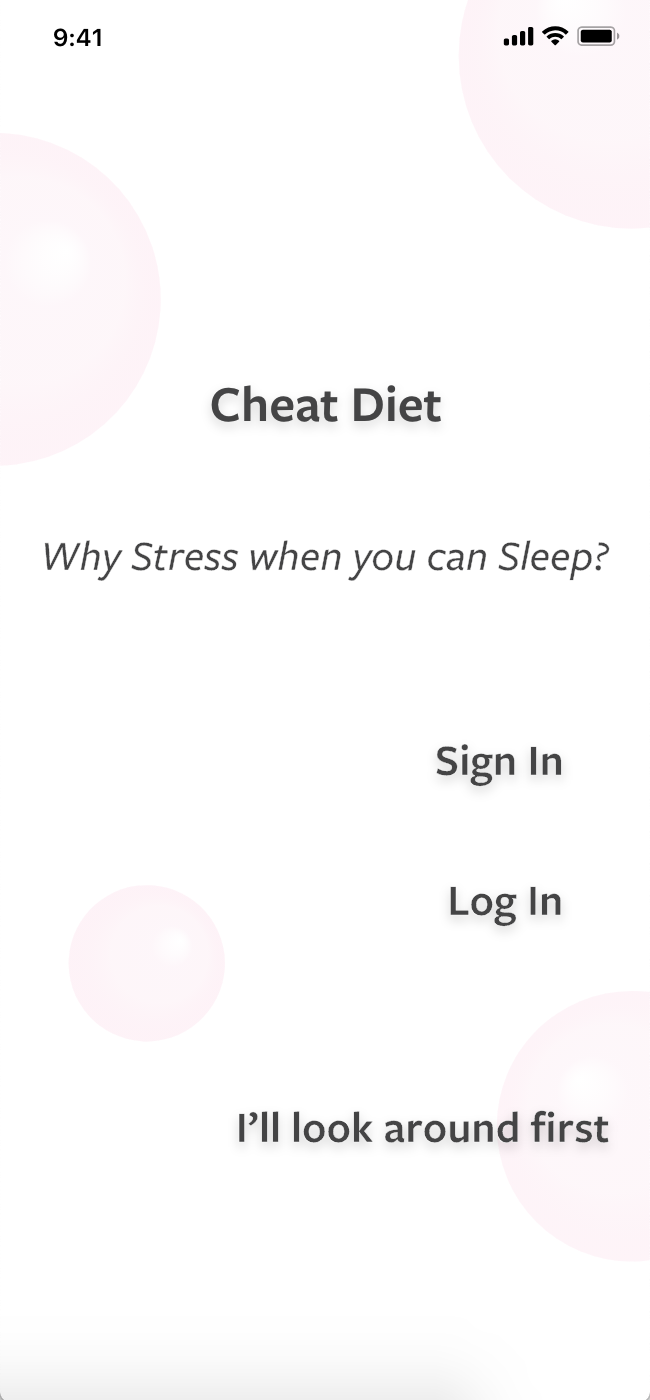 9:41
Cheat Diet
Why Stress when you can Sleep?
Sign In
Log In
I’ll look around first